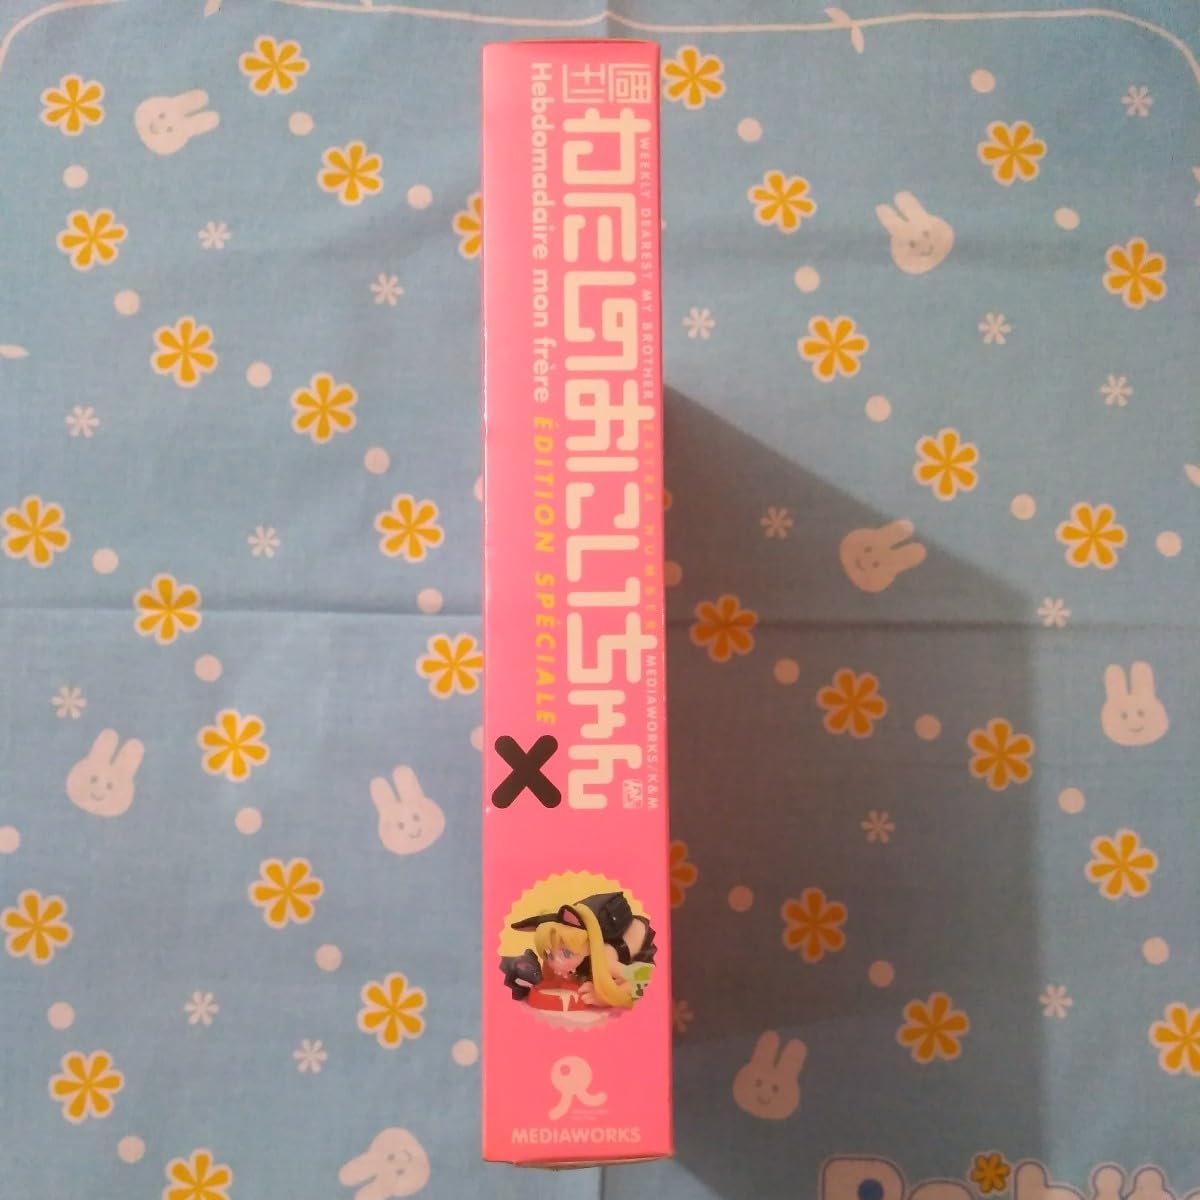 WEEKLY DEAREST MY BROTHER EXTRA NUMBER MEDIAWORKS/K&M
週刊わたしのおにいちゃん
Hebdomadaire mon frère ÉDITION SPÉCIALE
×
MEDIAWORKS